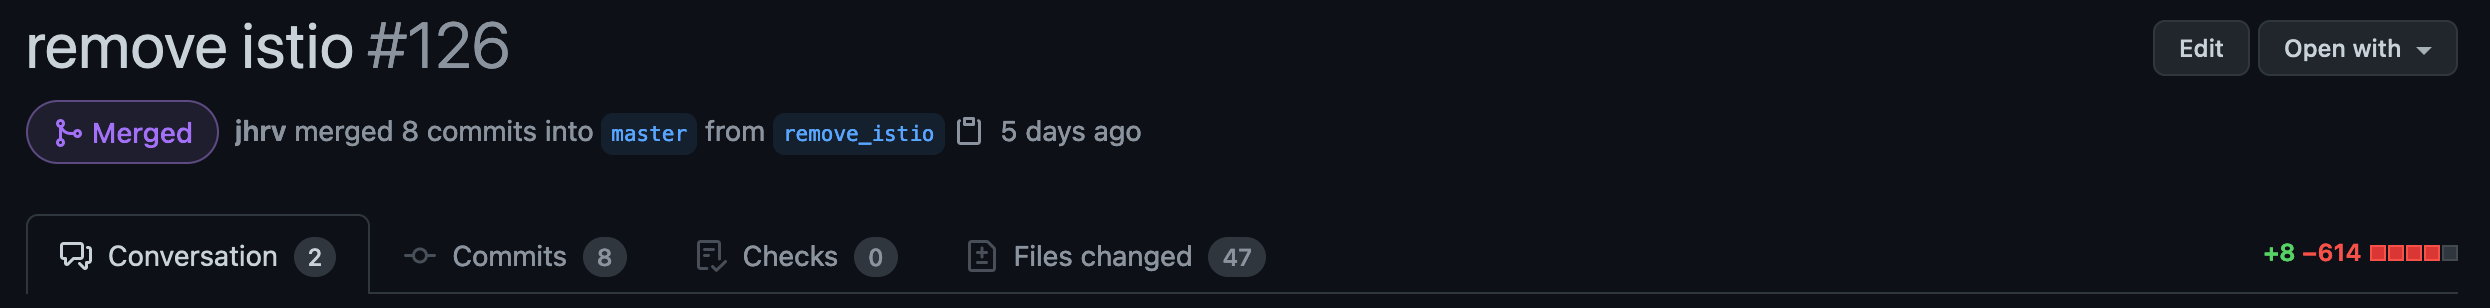 remove istio #126
Edit
Open with
Merged
jhrv merged 8 commits into master from remove_istio 5 days ago
Conversation 2
Commits 8
Checks 0
Files changed 47
+8 −614